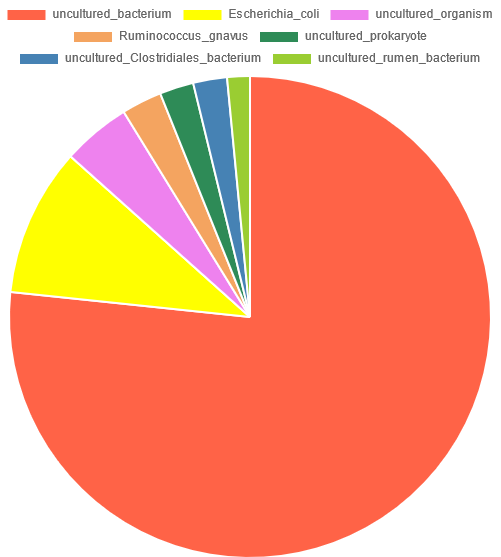 uncultured_bacterium Escherichia_coli uncultured_organism
Ruminococcus_gnavus uncultured_prokaryote
uncultured_Clostridiales_bacterium uncultured_rumen_bacterium